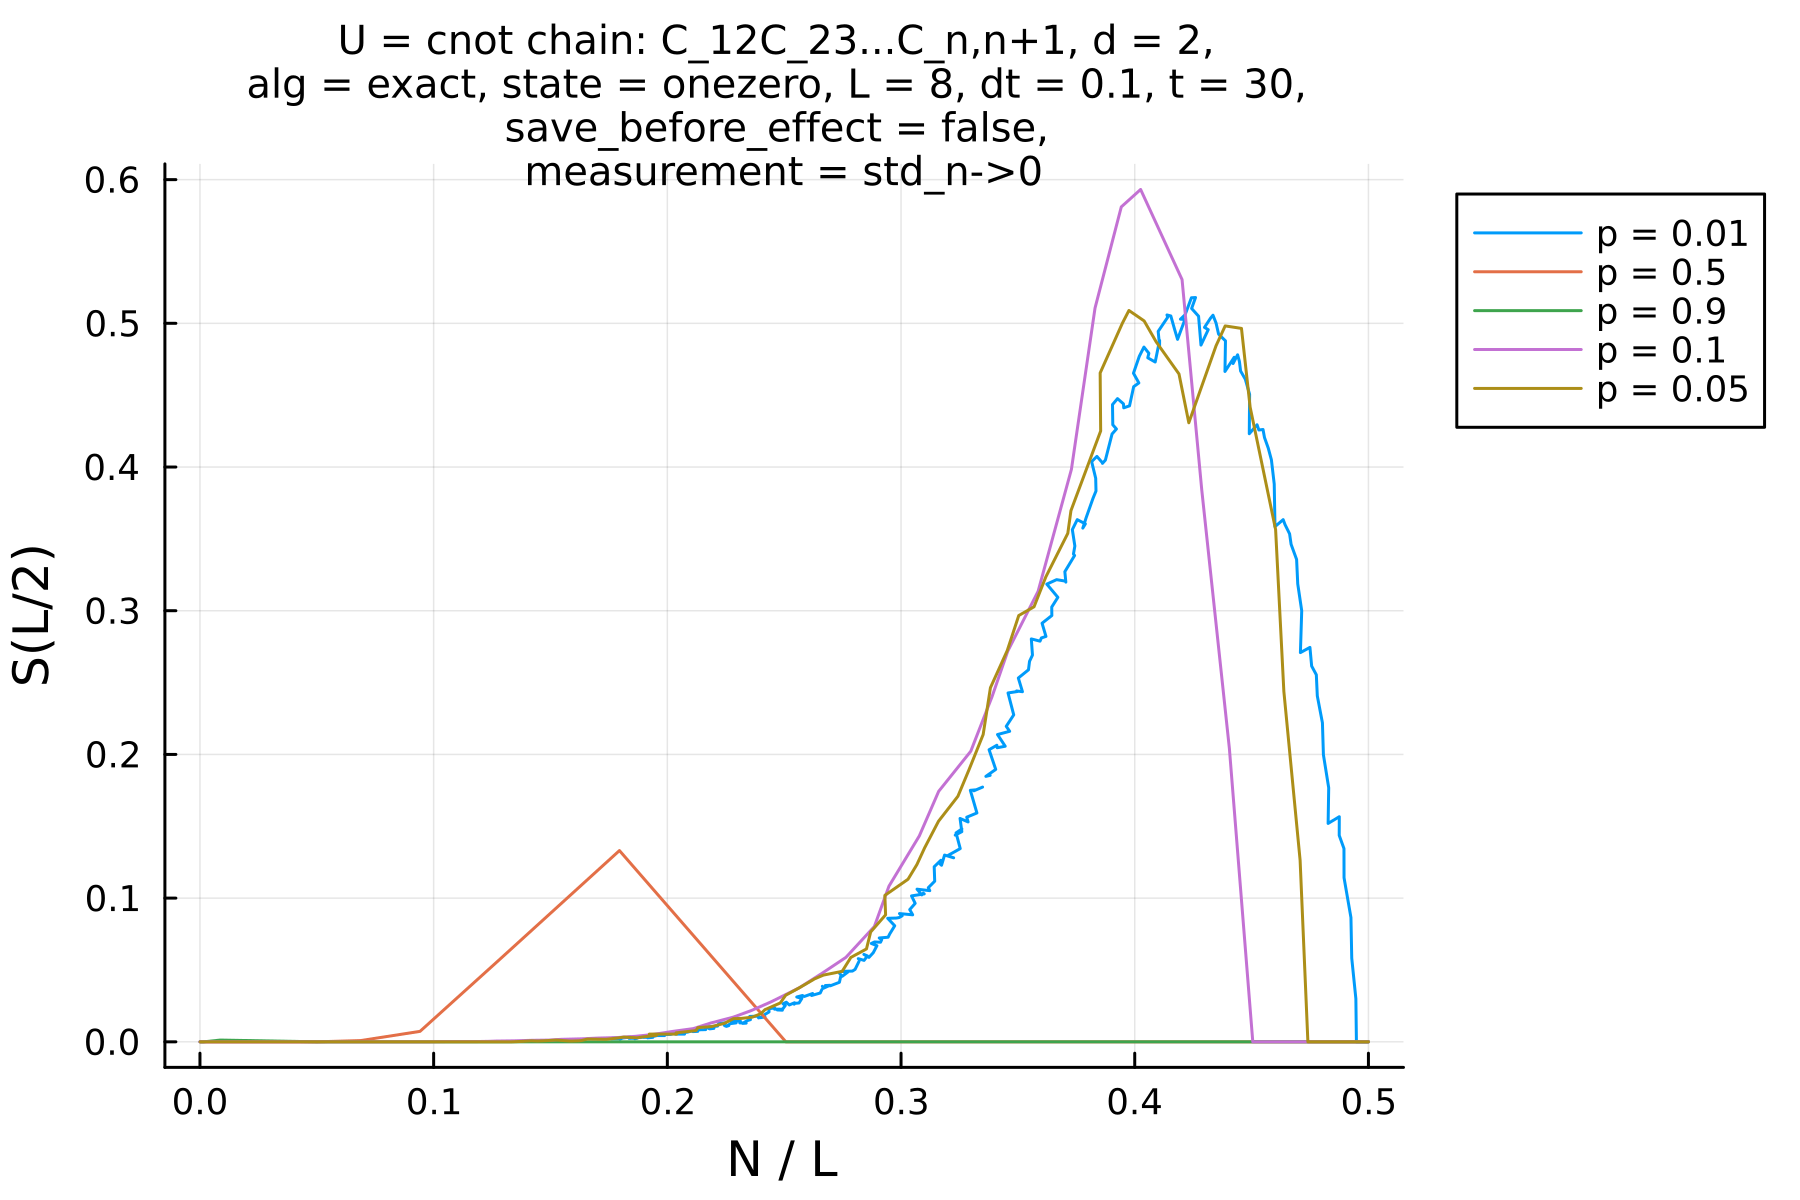 U = cnot chain: C_12C_23...C_n,n+1, d = 2,
alg = exact, state = onezero, L = 8, dt = 0.1, t = 30,
save_before_effect = false,
measurement = std_n->0
0.6
0.5
0.4
0.3
0.2
0.1
0.0
S(L/2)
0.0 0.1 0.2 0.3 0.4 0.5
N / L
p = 0.01
p = 0.5
p = 0.9
p = 0.1
p = 0.05